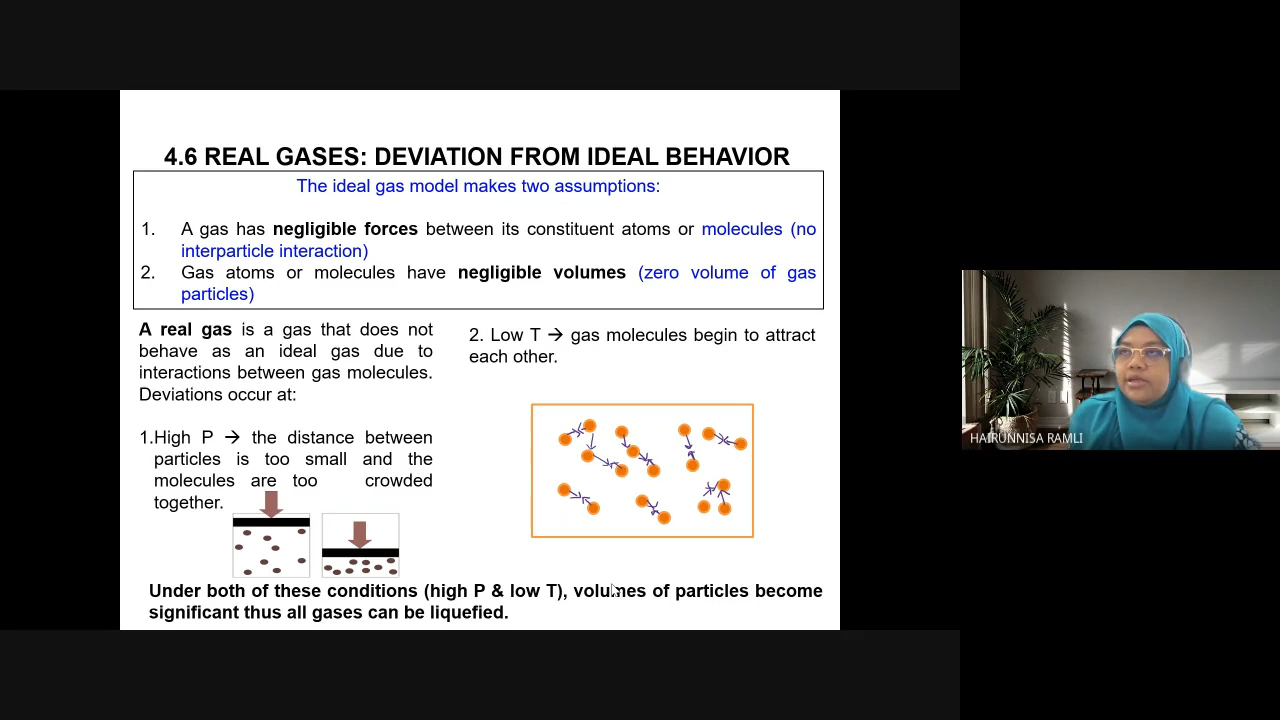 4.6 REAL GASES: DEVIATION FROM IDEAL BEHAVIOR
The ideal gas model makes two assumptions:
1. A gas has negligible forces between its constituent atoms or molecules (no
interparticle interaction)
2. Gas atoms or molecules have negligible volumes (zero volume of gas
particles)
A real gas is a gas that does not
behave as an ideal gas due to
interactions between gas molecules.
Deviations occur at:
1.High P → the distance between
particles is too small and the
molecules are too crowded
together.
2. Low T → gas molecules begin to attract
each other.
Under both of these conditions (high P & low T), volumes of particles become
significant thus all gases can be liquefied.
HAIRUNNISA RAMLI